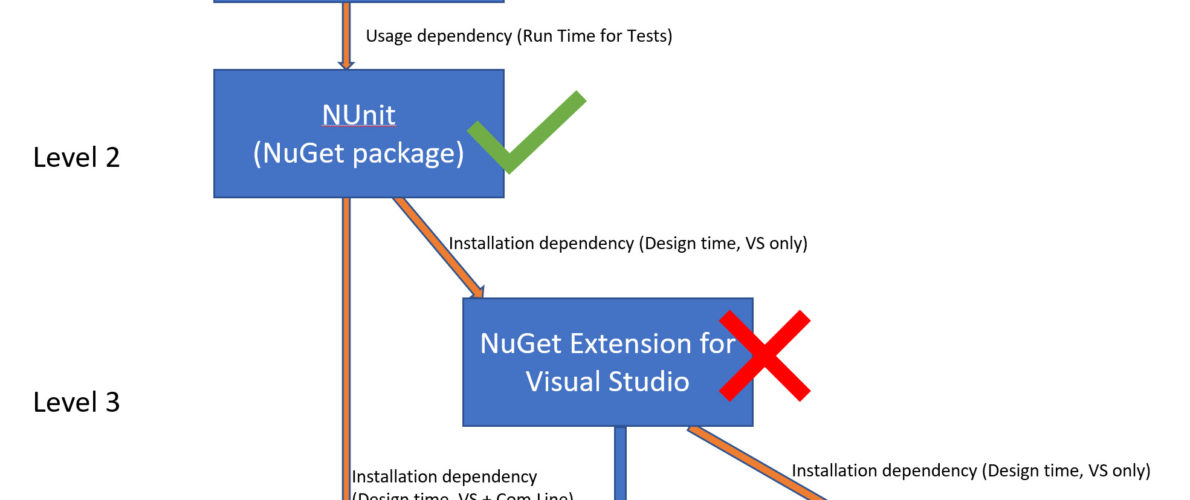 Usage dependency (Run Time for Tests)
NUnit
(NuGet package)
Level 2
Installation dependency (Design time, VS only)
NuGet Extension for
Visual Studio
Level 3
Installation dependency (Design time, VS only)
Installation dependency
(Design time, VS + Com Line)